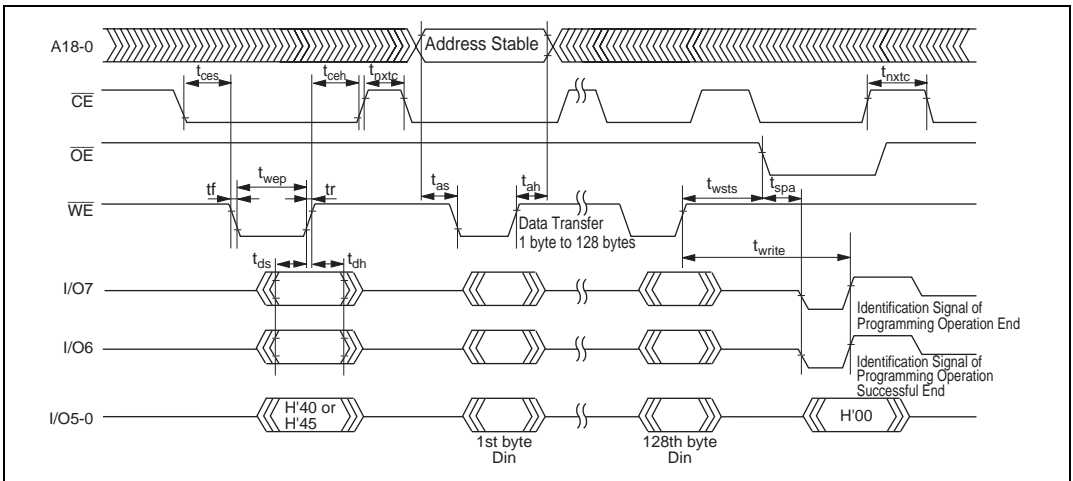 A18-0
Address Stable
tces
tceh
tnxtc
tnxtc
CE
OE
twep
tas
tah
twsts
tspa
tf
tr
WE
Data Transfer
1 byte to 128 bytes
twrite
tds
tdh
I/O7
Identification Signal of
Programming Operation End
I/O6
Identification Signal of
Programming Operation
Successful End
I/O5-0
H'40 or
H'45
H'00
1st byte
Din
128th byte
Din